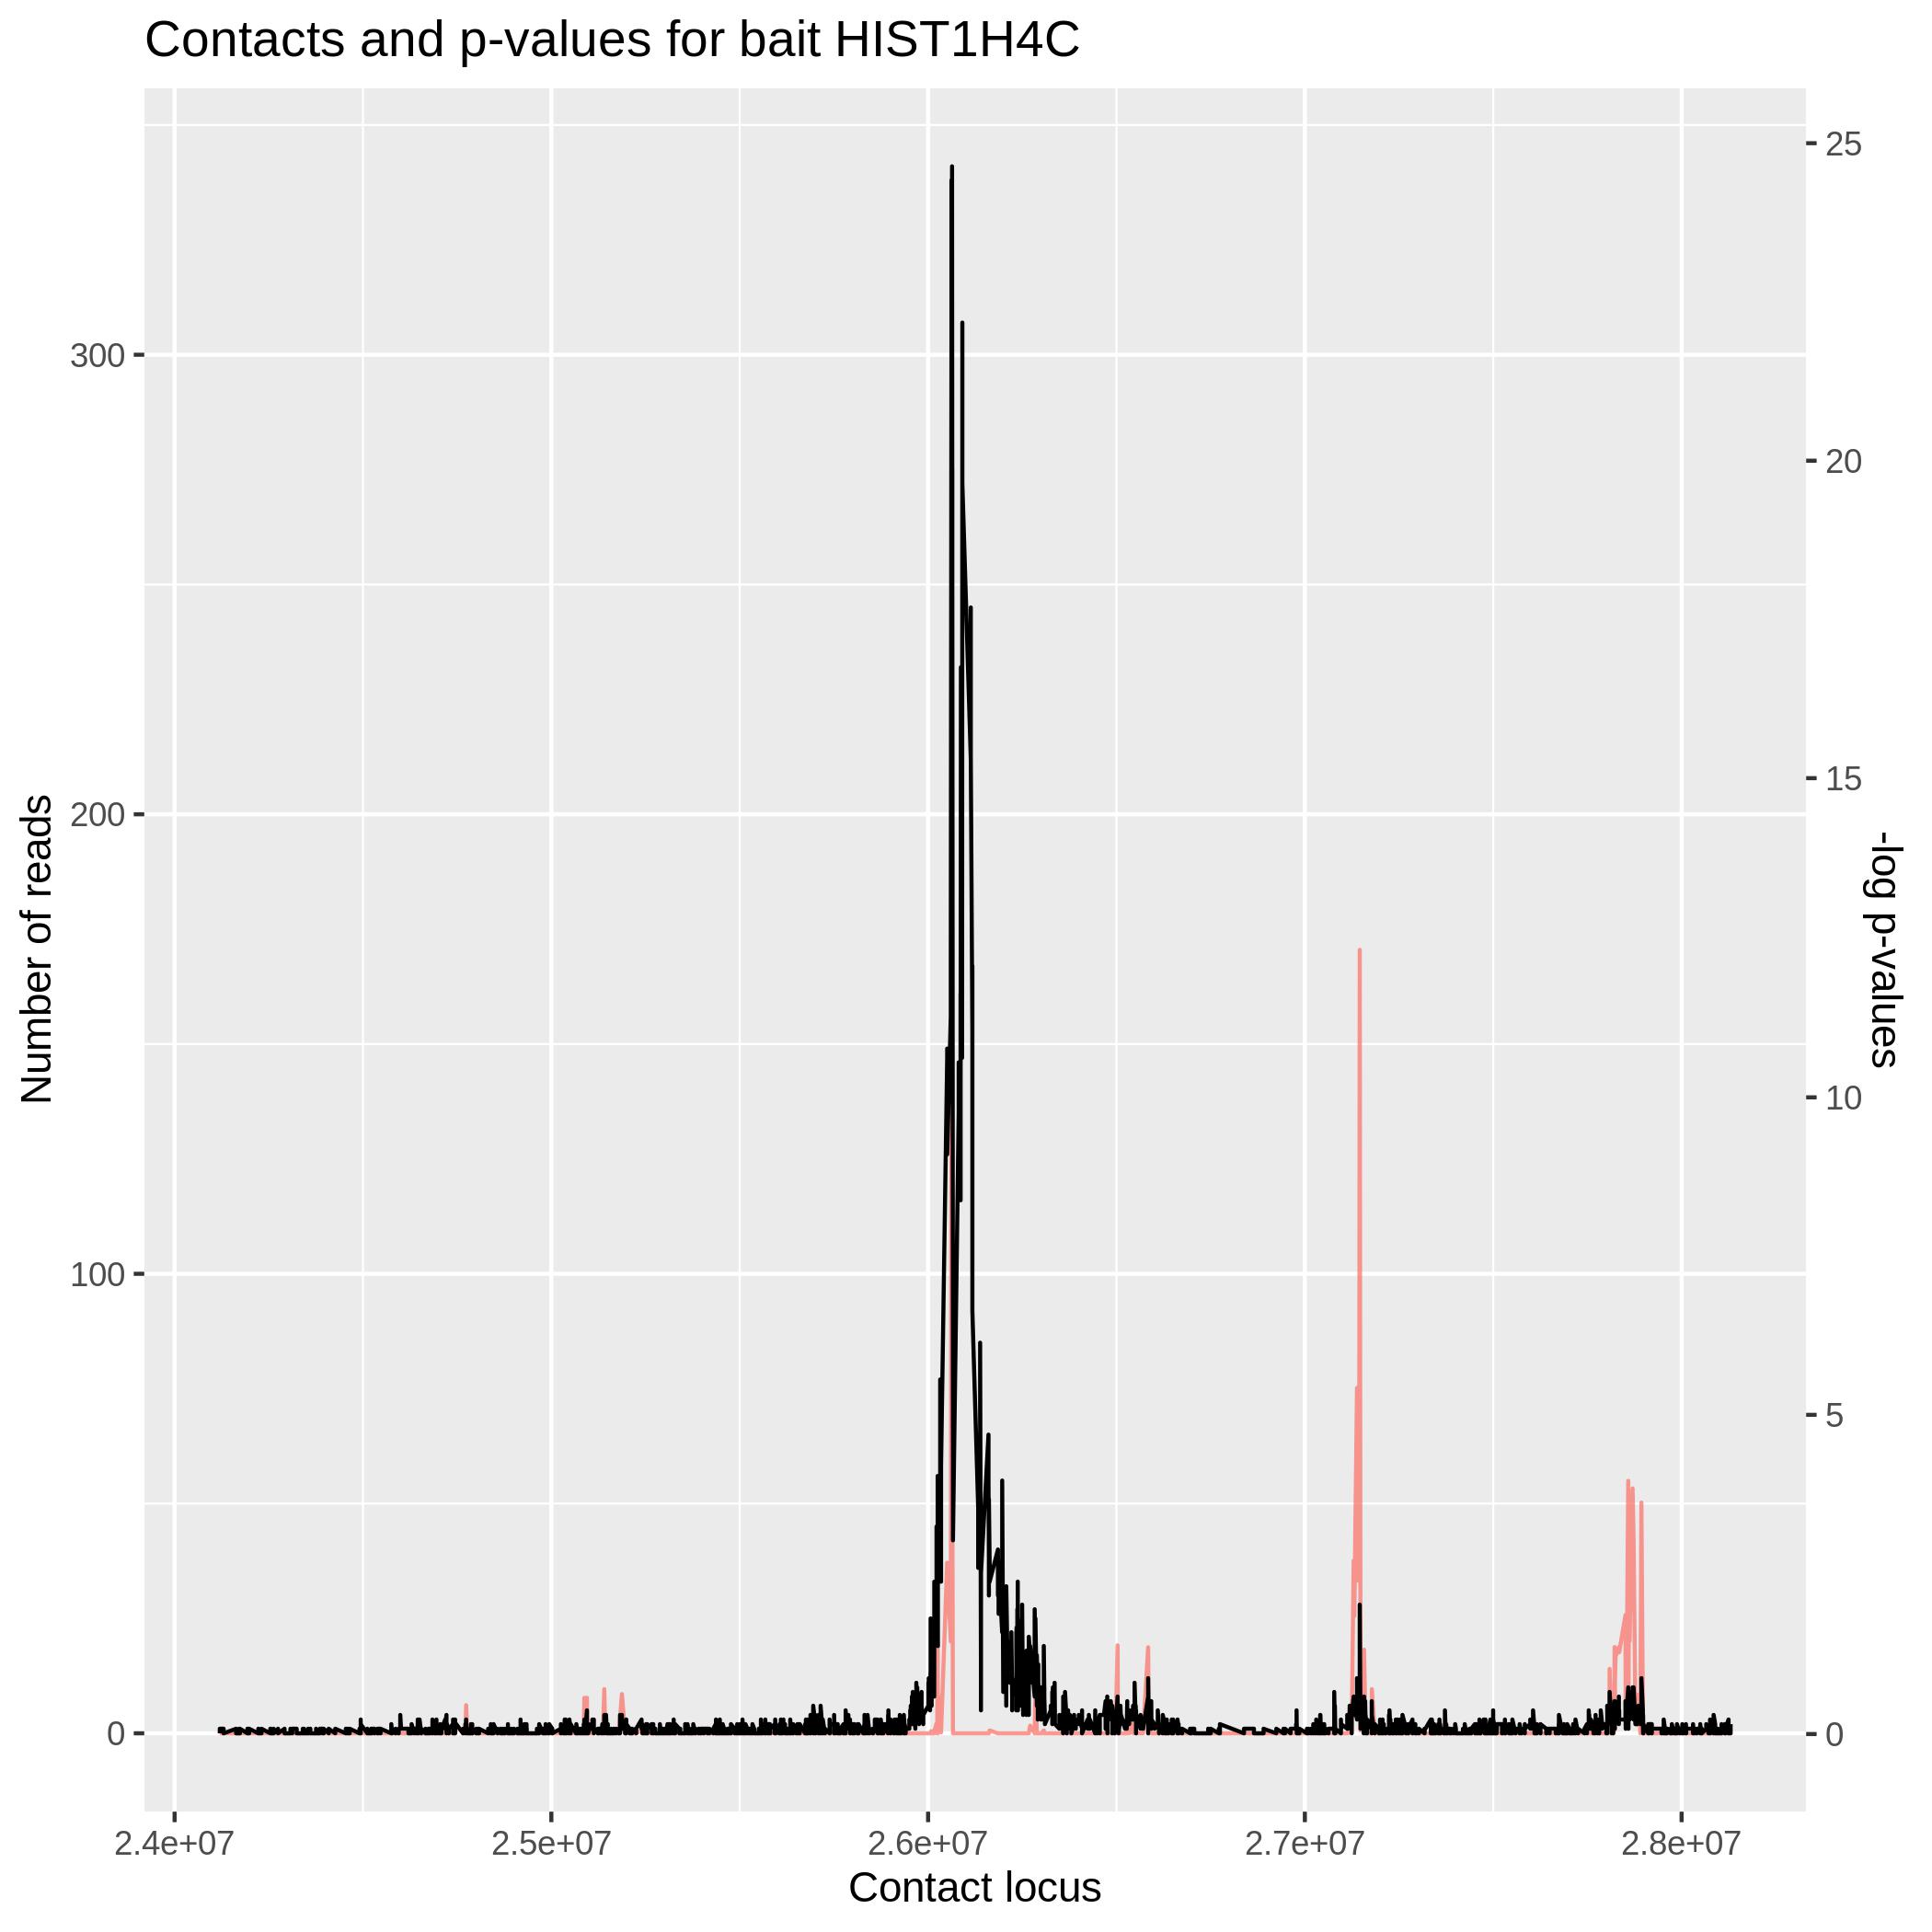 Contacts and p-values for bait HIST1H4C
Number of reads
300
200
100
0
25
20
15
10
5
0
-log p-values
2.4e+07 2.5e+07 2.6e+07 2.7e+07 2.8e+07
Contact locus